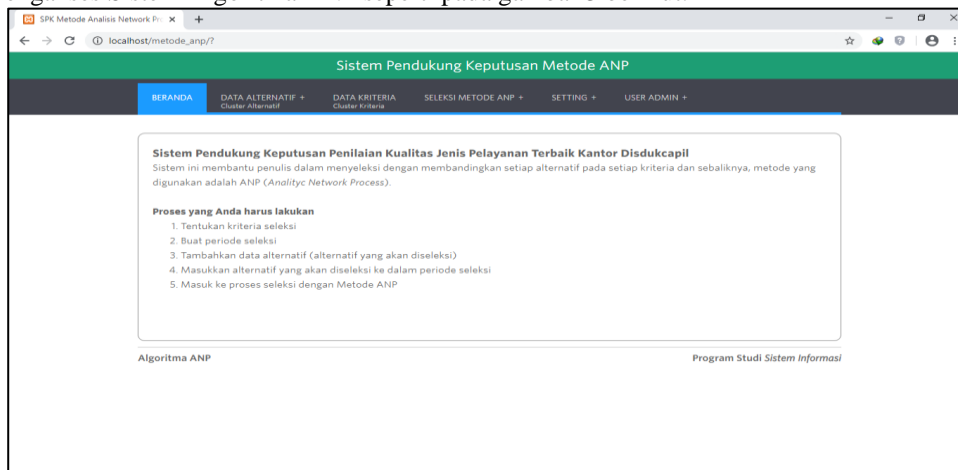 SPK Metode Analisis Network Pr
localhost/metode_anp/?
Sistem Pendukung Keputusan Metode ANP
BERANDA
DATA ALTERNATIF +
Cluster Alternatif
DATA KRITERIA
Cluster Kriteria
SELEKSI METODE ANP +
SETTING +
USER ADMIN +
Sistem Pendukung Keputusan Penilaian Kualitas Jenis Pelayanan Terbaik Kantor Disdukcapil
Sistem ini membantu penulis dalam menyeleksi dengan membandingkan setiap alternatif pada setiap kriteria dan sebaliknya, metode yang
digunakan adalah ANP (Analityc Network Process).
Proses yang Anda harus lakukan
1. Tentukan kriteria seleksi
2. Buat periode seleksi
3. Tambahkan data alternatif (alternatif yang akan diseleksi)
4. Masukkan alternatif yang akan diseleksi ke dalam periode seleksi
5. Masuk ke proses seleksi dengan Metode ANP
Algoritma ANP
Program Studi Sistem Informasi